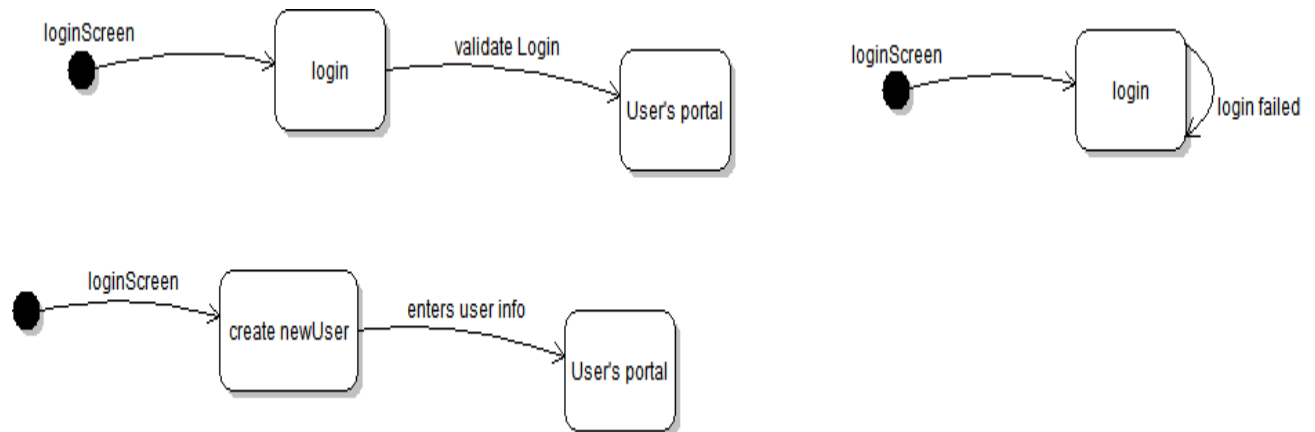 loginScreen
login
validate Login
User's portal
loginScreen
login
login failed
loginScreen
create newUser
enters user info
User's portal